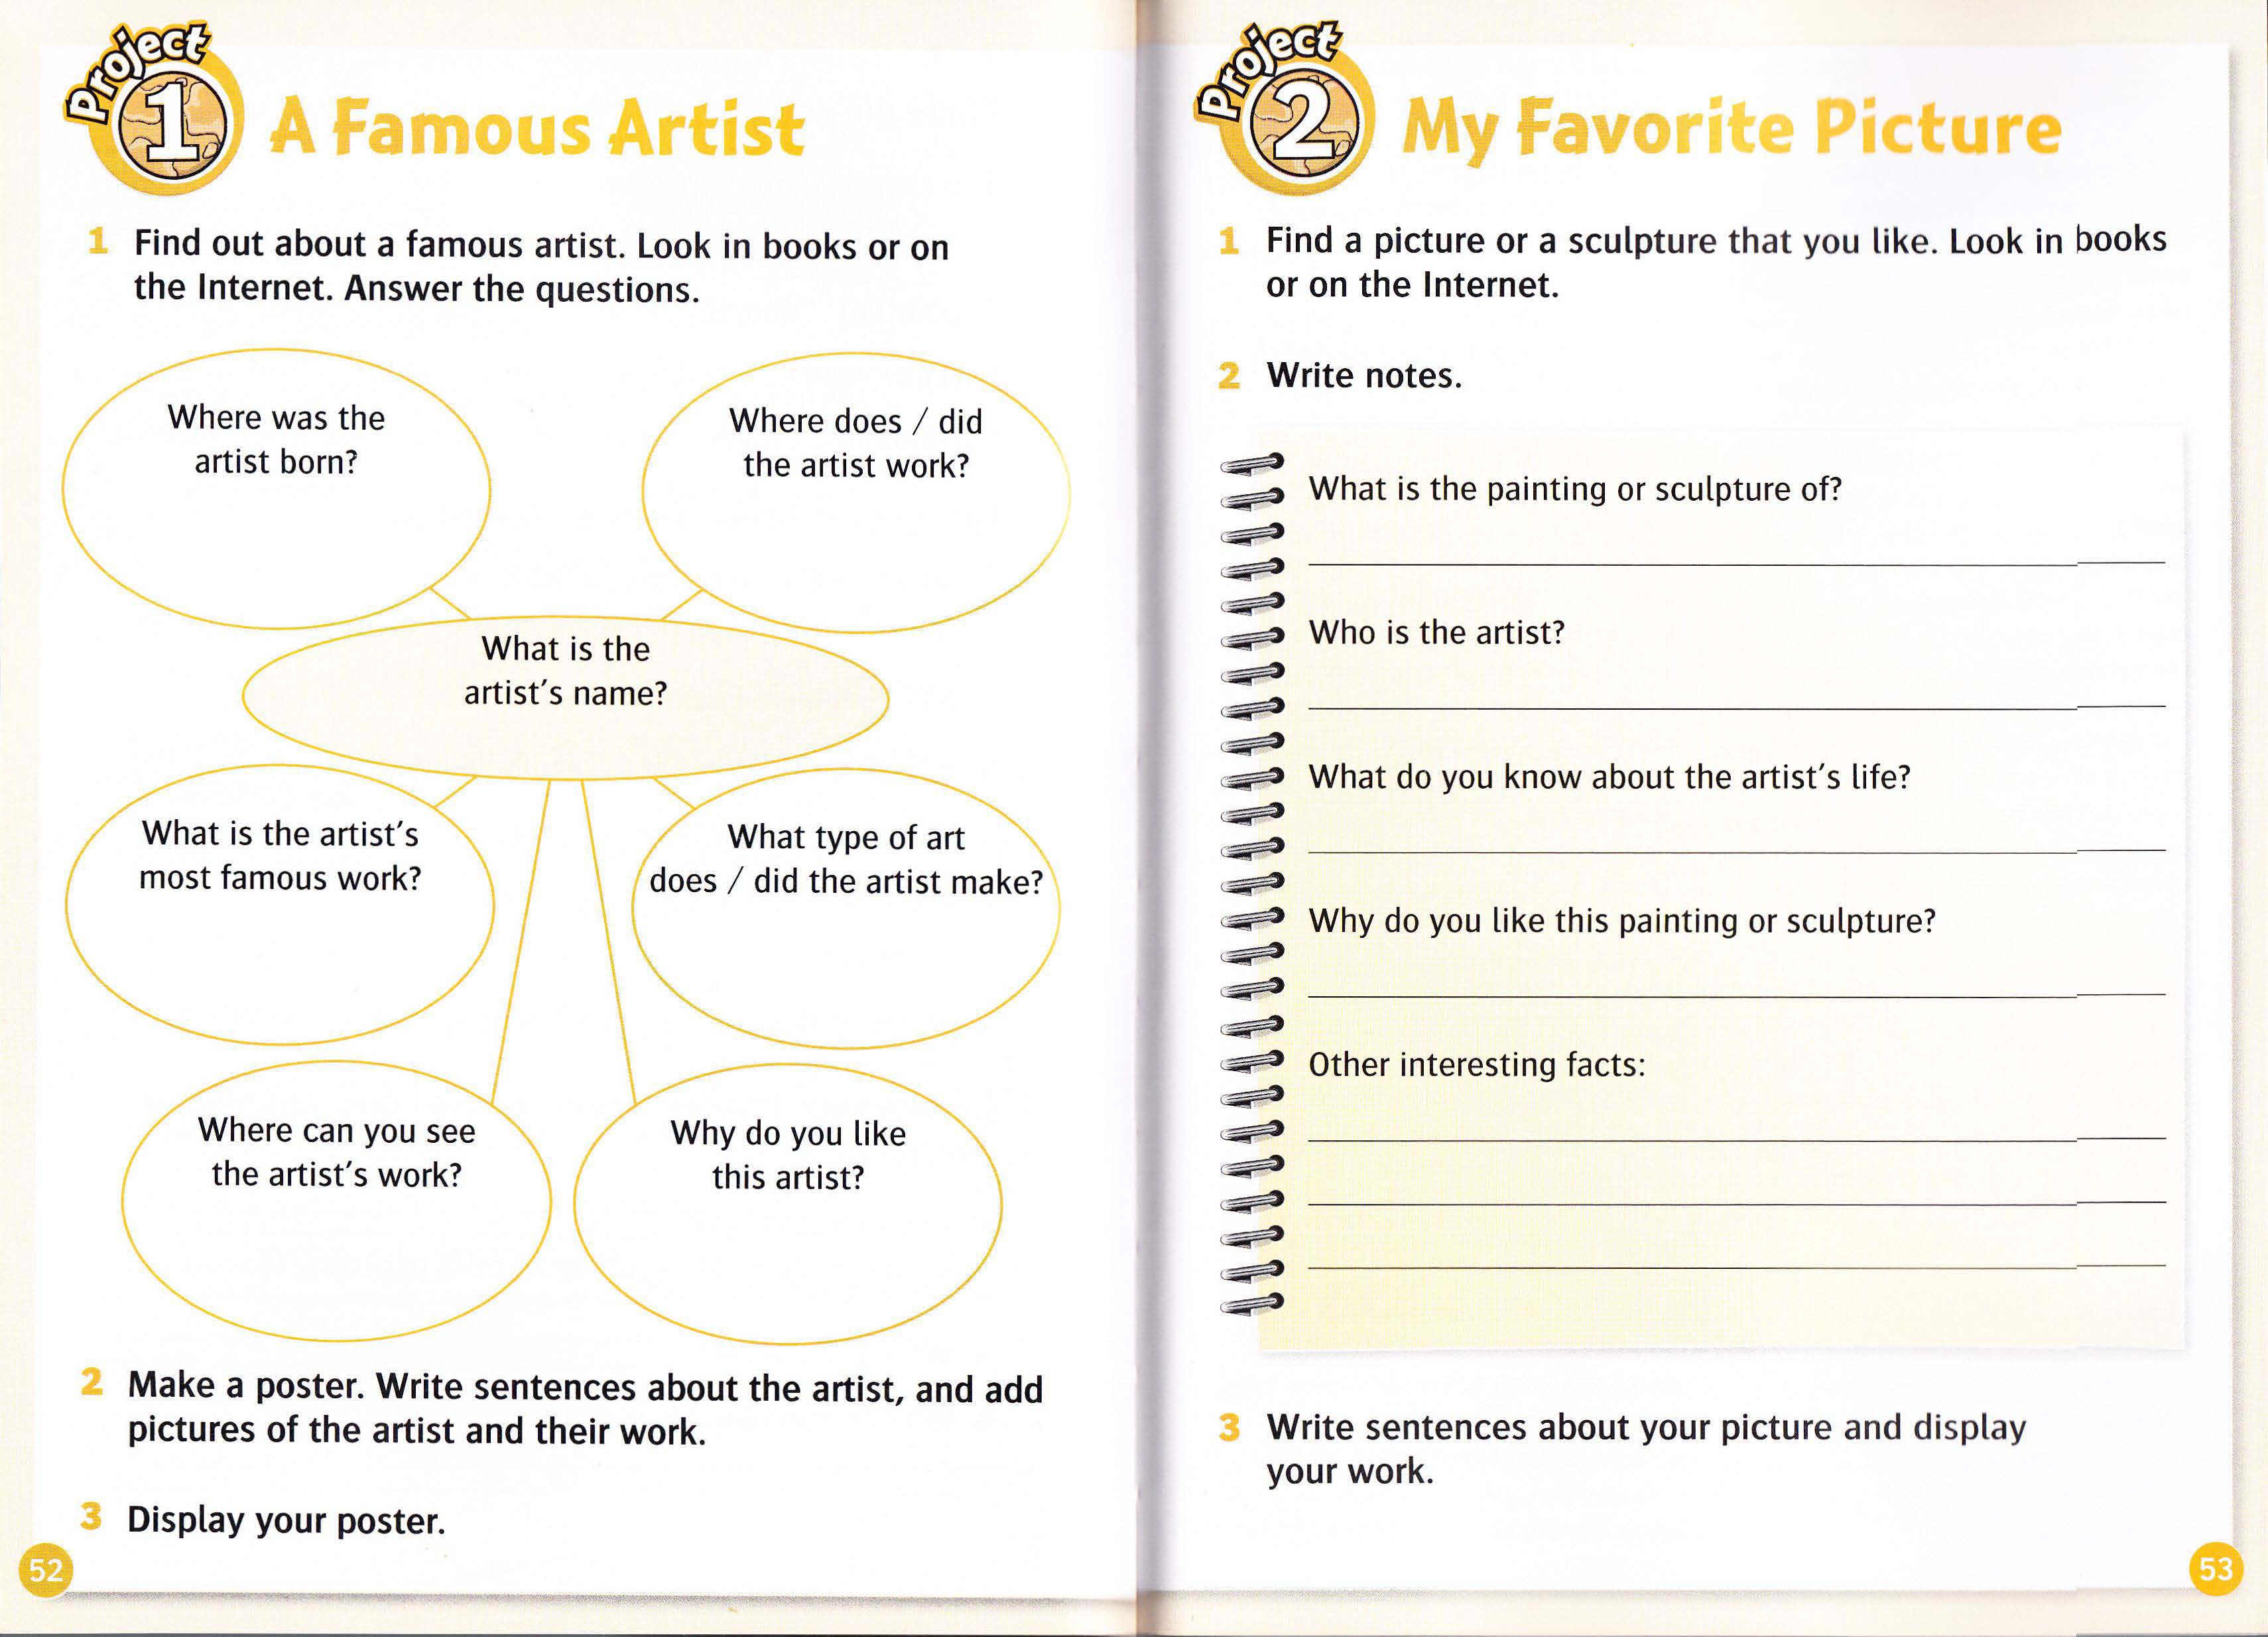 Project
1
A Famous Artist
1 Find out about a famous artist. Look in books or on
the Internet. Answer the questions.
Where was the
artist born?
Where does / did
the artist work?
What is the
artist's name?
What is the artist's
most famous work?
What type of art
does / did the artist make?
Where can you see
the artist's work?
Why do you like
this artist?
2 Make a poster. Write sentences about the artist, and add
pictures of the artist and their work.
3 Display your poster.
52
Project
2
My Favorite Picture
1 Find a picture or a sculpture that you like. Look in books
or on the Internet.
2 Write notes.
What is the painting or sculpture of?
Who is the artist?
What do you know about the artist's life?
Why do you like this painting or sculpture?
Other interesting facts:
3 Write sentences about your picture and display
your work.
53